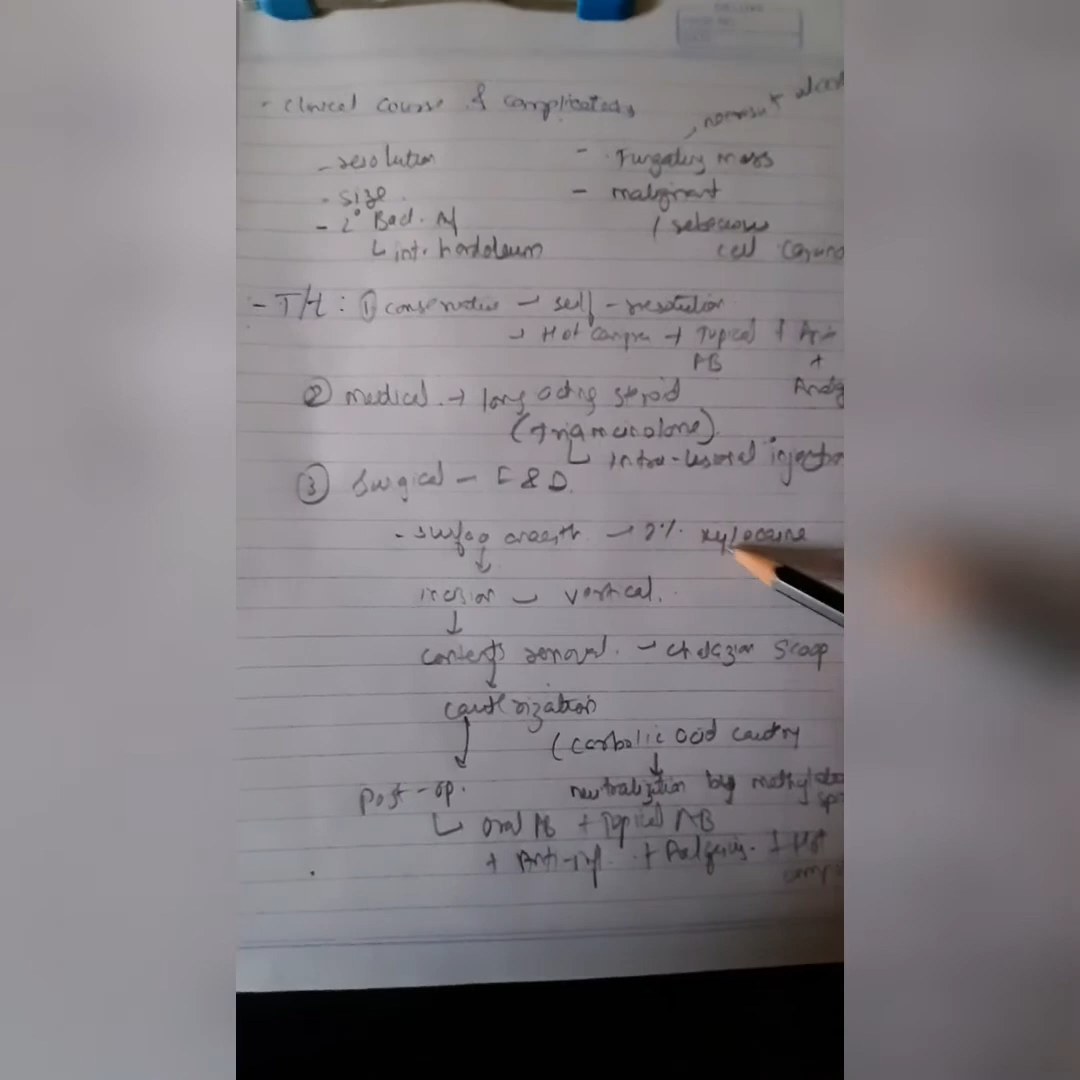 - Clinical course & complications
- resolution
- size
- 2° Bact. inf
int. hordoleum
- Fungating mass
- malignant
( sebaceous
cell
- T/t : ① conservative → self - resolution
→ Hot compre → Topical
AB
+
② medical → long acting steroid
(triamcinolone)
intra-lesional injection
③ Surgical - I & D.
- surface anaesth. → 2% xylocaine
↓
incision - vertical.
↓
contents removal. → chalazion scoop
↓
cauterization
(carbolic acid cautry
↓
neutralization by methylated
Post-op.
Oral AB + Topical AB
+ Anti-inf. + Analgesic. + Hot